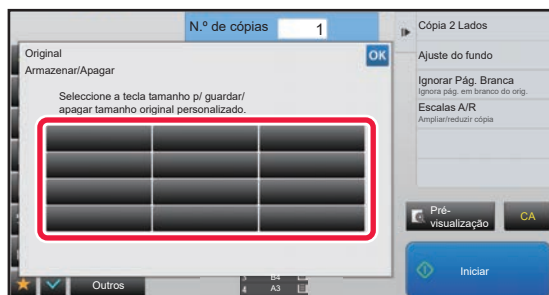 N.º de cópias
1
Original
OK
Armazenar/Apagar
Seleccione a tecla tamanho p/ guardar/
apagar tamanho original personalizado.
Cópia 2 Lados
Ajuste do fundo
Ignorar Pág. Branca
Ignora pág. em branco do orig.
Escalas A/R
Ampliar/reduzir cópia
Pré-
visualização
CA
Iniciar
Outros
3 B4
4 A3